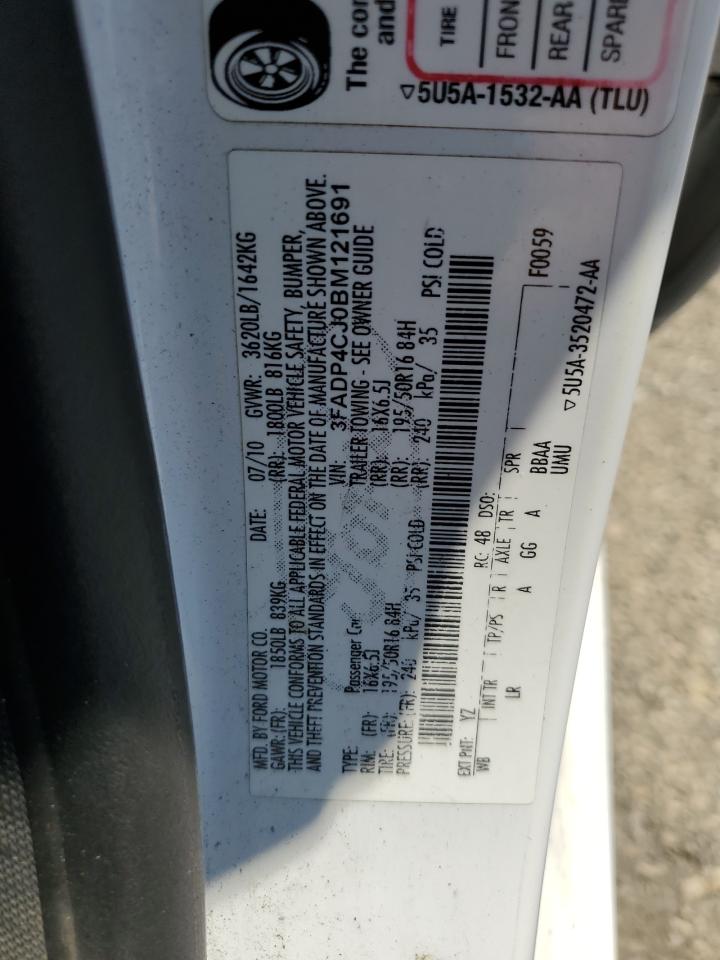 The con
and
TIRE
FRON
REAR
SPARE
▽5U5A-1532-AA (TLU)
MFD. BY FORD MOTOR CO. DATE: 07/10 GVWR: 3620LB/1642KG
GAWR: (FR): 1850LB 839KG (RR): 1800LB 816KG
THIS VEHICLE CONFORMS TO ALL APPLICABLE FEDERAL MOTOR VEHICLE SAFETY, BUMPER,
AND THEFT PREVENTION STANDARDS IN EFFECT ON THE DATE OF MANUFACTURE SHOWN ABOVE.
VIN: 3FADP4CJ0BM121691
TYPE: Passenger Car TRAILER TOWING - SEE OWNER GUIDE
RIM: (FR): 16X6.5J (RR): 16X6.5J
TIRE: (FR): 195/50R16 84H (RR): 195/50R16 84H
PRESSURE: (FR): 240 kPa/ 35 PSI COLD (RR): 240 kPa/ 35 PSI COLD
EXT PNT: YZ RC: 48 DSO:
WB INT TR TP/PS R AXLE TR SPR F0059
LR A GG A BBAA
UMU
▽5U5A-3520472-AA